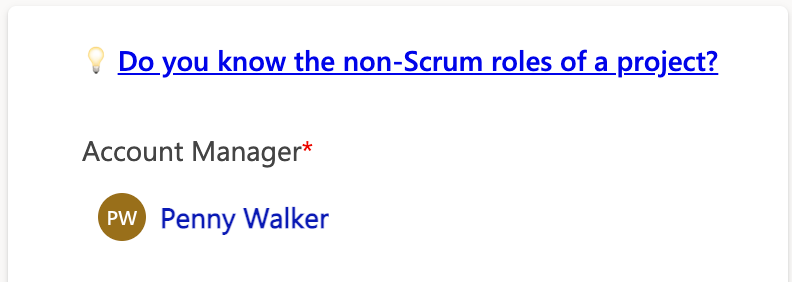 Do you know the non-Scrum roles of a project?
Account Manager*
PW Penny Walker